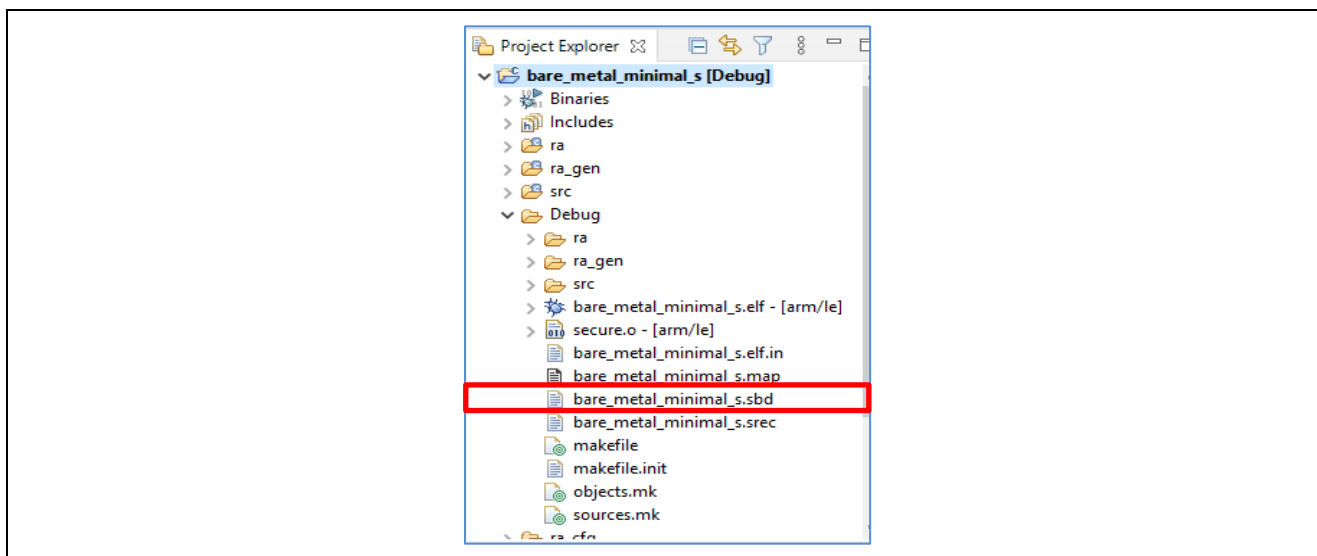 Project Explorer
bare_metal_minimal_s [Debug]
Binaries
Includes
ra
ra_gen
src
Debug
ra
ra_gen
src
bare_metal_minimal_s.elf - [arm/le]
secure.o - [arm/le]
bare_metal_minimal_s.elf.in
bare_metal_minimal_s.map
bare_metal_minimal_s.sbd
bare_metal_minimal_s.srec
makefile
makefile.init
objects.mk
sources.mk
ra_cfg